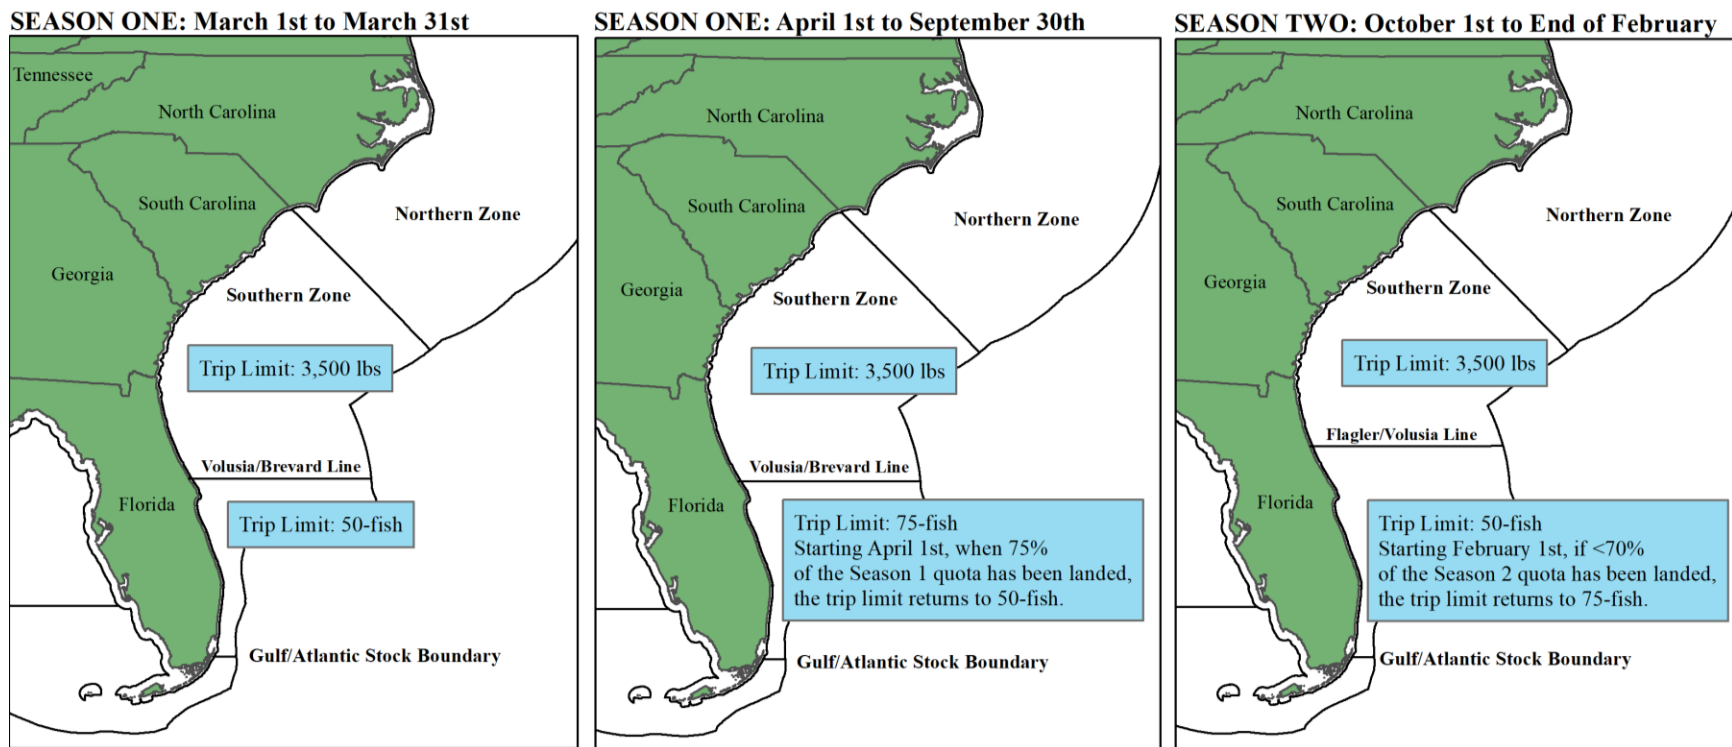 SEASON ONE: March 1st to March 31st
Tennessee
North Carolina
South Carolina
Northern Zone
Georgia
Southern Zone
Trip Limit: 3,500 lbs
Volusia/Brevard Line
Florida
Trip Limit: 50-fish
Gulf/Atlantic Stock Boundary
SEASON ONE: April 1st to September 30th
North Carolina
South Carolina
Northern Zone
Georgia
Southern Zone
Trip Limit: 3,500 lbs
Volusia/Brevard Line
Florida
Trip Limit: 75-fish
Starting April 1st, when 75%
of the Season 1 quota has been landed,
the trip limit returns to 50-fish.
Gulf/Atlantic Stock Boundary
SEASON TWO: October 1st to End of February
North Carolina
South Carolina
Northern Zone
Georgia
Southern Zone
Trip Limit: 3,500 lbs
Flagler/Volusia Line
Florida
Trip Limit: 50-fish
Starting February 1st, if <70%
of the Season 2 quota has been landed,
the trip limit returns to 75-fish.
Gulf/Atlantic Stock Boundary